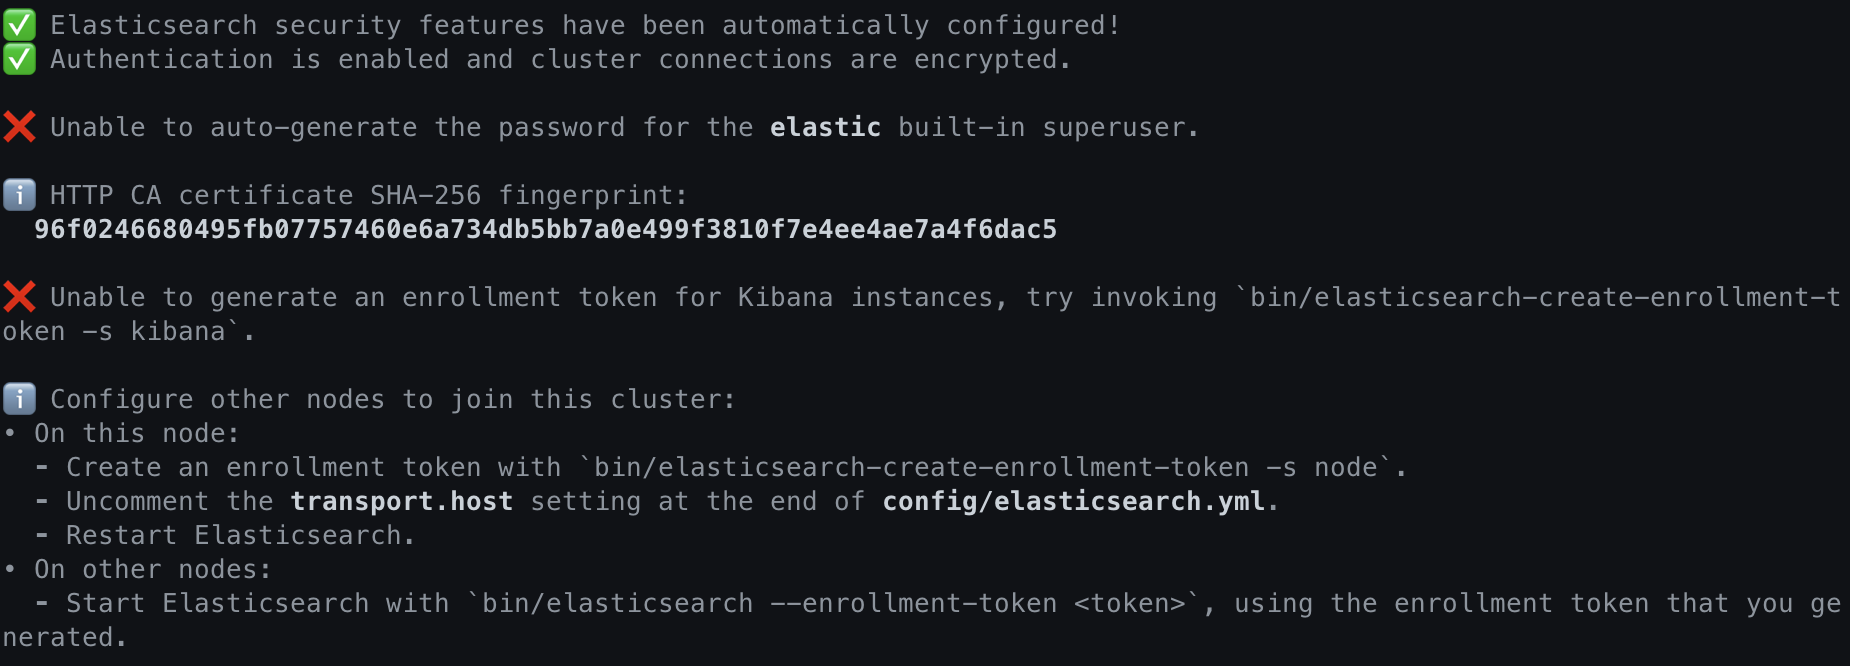 ✅ Elasticsearch security features have been automatically configured!
✅ Authentication is enabled and cluster connections are encrypted.
❌ Unable to auto-generate the password for the elastic built-in superuser.
ℹ️ HTTP CA certificate SHA-256 fingerprint:
96f0246680495fb07757460e6a734db5bb7a0e499f3810f7e4ee4ae7a4f6dac5
❌ Unable to generate an enrollment token for Kibana instances, try invoking `bin/elasticsearch-create-enrollment-t
oken -s kibana`.
ℹ️ Configure other nodes to join this cluster:
• On this node:
- Create an enrollment token with `bin/elasticsearch-create-enrollment-token -s node`.
- Uncomment the transport.host setting at the end of config/elasticsearch.yml.
- Restart Elasticsearch.
• On other nodes:
- Start Elasticsearch with `bin/elasticsearch --enrollment-token <token>`, using the enrollment token that you ge
nerated.